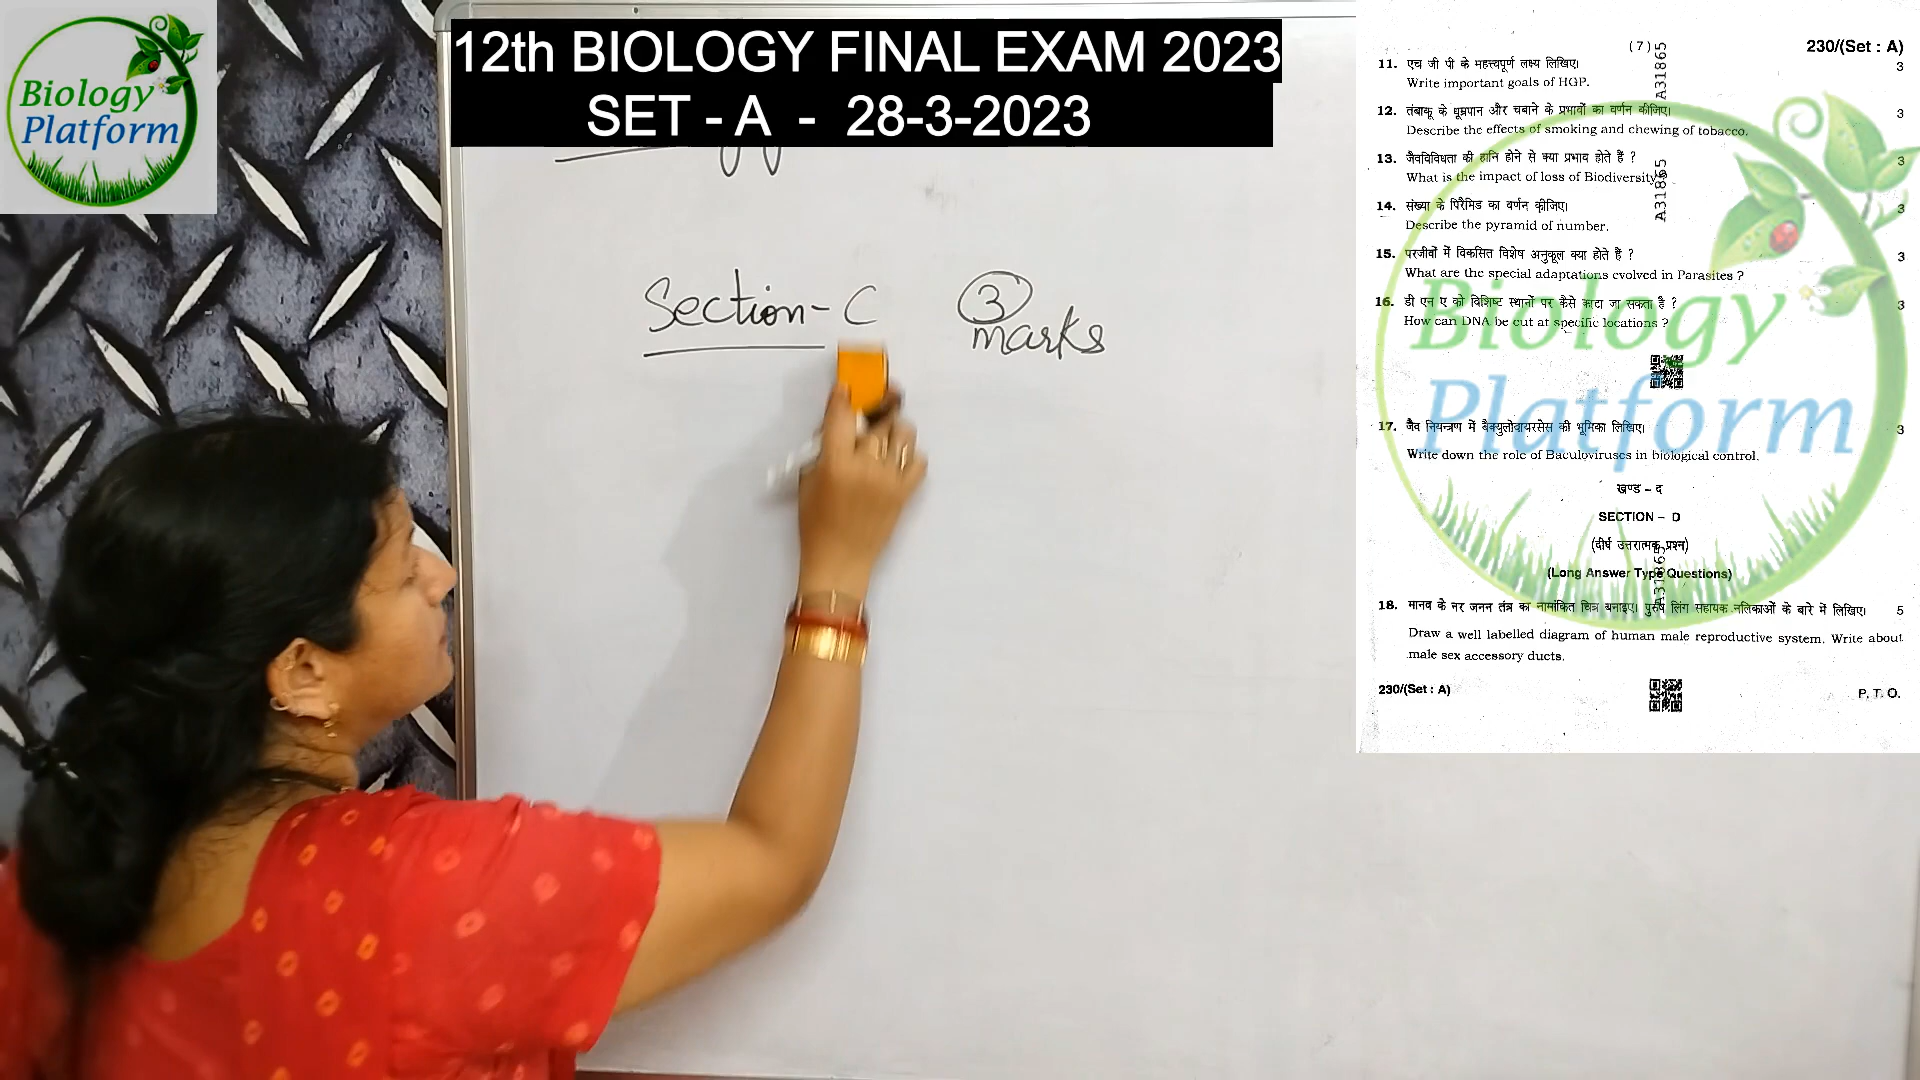 Biology
Platform
12th BIOLOGY FINAL EXAM 2023
SET - A - 28-3-2023
Section - C
3
marks
( 7 )
230/(Set : A)
A31865
11. एच जी पी के महत्त्वपूर्ण लक्ष्य लिखिए। 3
Write important goals of HGP.
12. तंबाकू के धूम्रपान और चबाने के प्रभावों का वर्णन कीजिए। 3
Describe the effects of smoking and chewing of tobacco.
13. जैवविविधता की हानि होने से क्या प्रभाव होते हैं ? 3
What is the impact of loss of Biodiversity ?
A31865
14. संख्या के पिरैमिड का वर्णन कीजिए। 3
Describe the pyramid of number.
15. परजीवों में विकसित विशेष अनुकूल क्या होते हैं ? 3
What are the special adaptations evolved in Parasites ?
16. डी एन ए को विशिष्ट स्थानों पर कैसे काटा जा सकता है ? 3
How can DNA be cut at specific locations ?
Biology
Platform
17. जैव नियन्त्रण में बैक्युलोवायरसेस की भूमिका लिखिए। 3
Write down the role of Baculoviruses in biological control.
खण्ड – द
SECTION – D
(दीर्घ उत्तरात्मक प्रश्न)
(Long Answer Type Questions)
A31865
18. मानव के नर जनन तंत्र का नामांकित चित्र बनाइए। पुरुष लिंग सहायक नलिकाओं के बारे में लिखिए। 5
Draw a well labelled diagram of human male reproductive system. Write about
male sex accessory ducts.
230/(Set : A)
P. T. O.